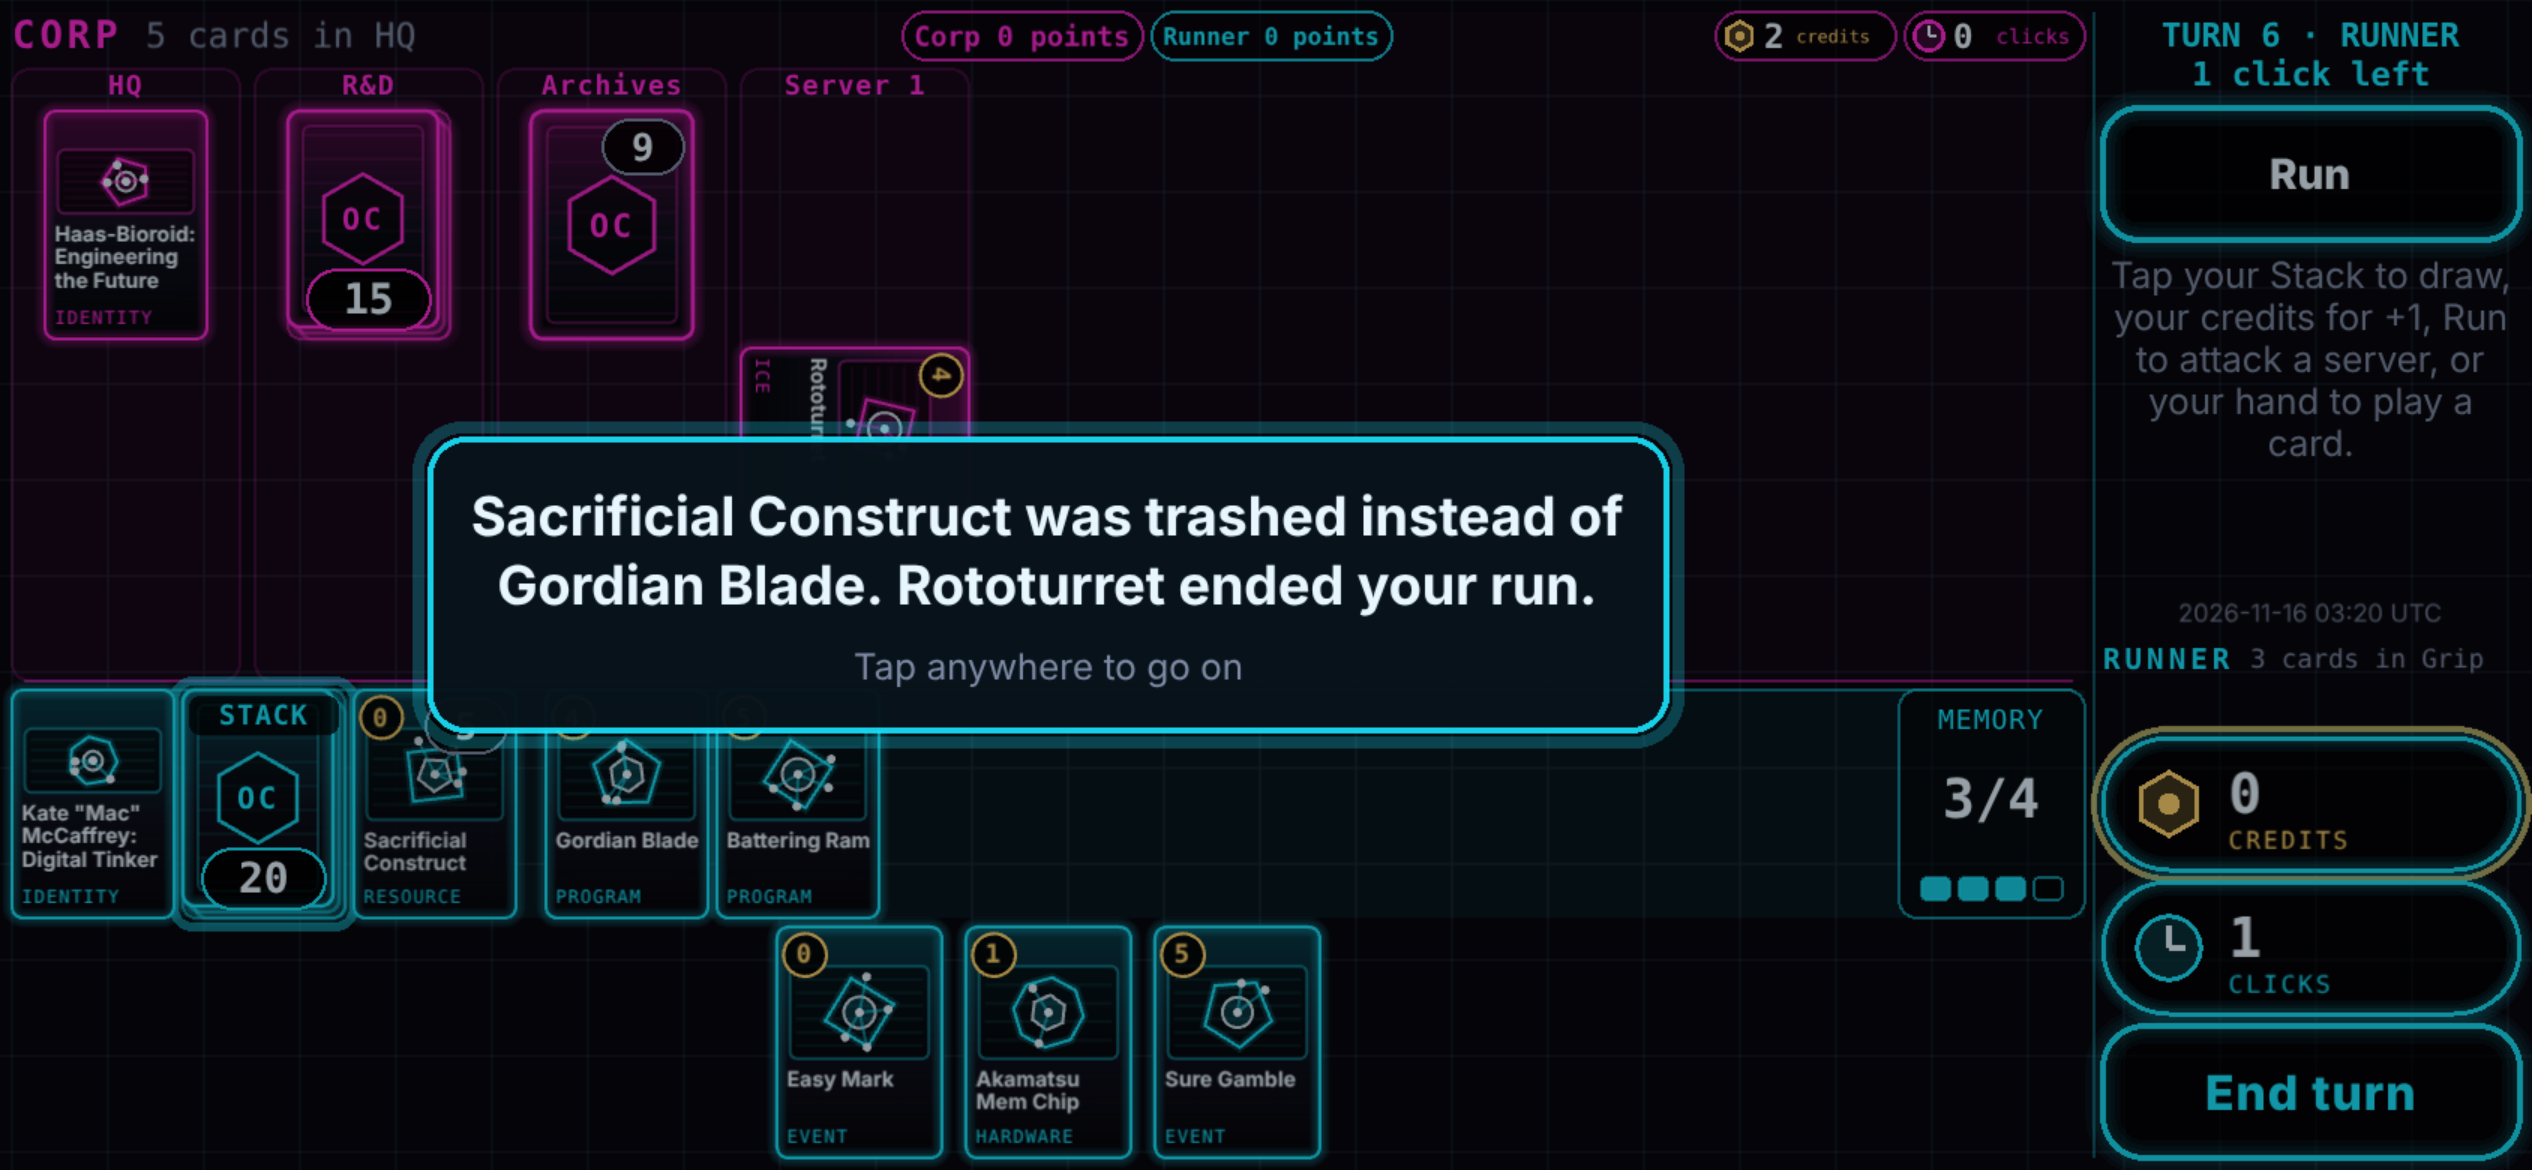 CORP 5 cards in HQ
Corp 0 points
Runner 0 points
2 credits
0 clicks
TURN 6 · RUNNER
1 click left
HQ
R&D
Archives
Server 1
Haas-Bioroid:
Engineering
the Future
IDENTITY
OC
15
9
OC
ICE
4
Run
Tap your Stack to draw,
your credits for +1, Run
to attack a server, or
your hand to play a
card.
Sacrificial Construct was trashed instead of
Gordian Blade. Rototurret ended your run.
Tap anywhere to go on
2026-11-16 03:20 UTC
RUNNER 3 cards in Grip
Kate "Mac"
McCaffrey:
Digital Tinker
IDENTITY
STACK
OC
20
0
Sacrificial
Construct
RESOURCE
Gordian Blade
PROGRAM
Battering Ram
PROGRAM
MEMORY
3/4
0
CREDITS
1
CLICKS
End turn
0
Easy Mark
EVENT
1
Akamatsu
Mem Chip
HARDWARE
5
Sure Gamble
EVENT